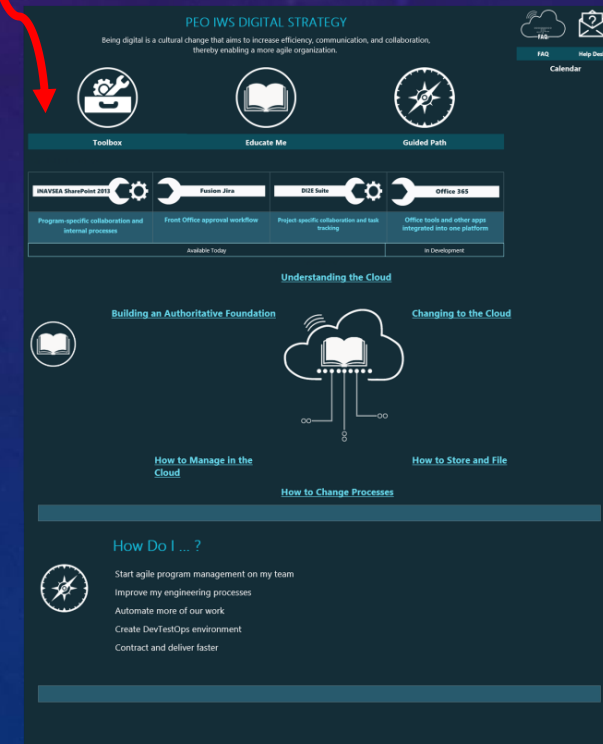 PEO IWS DIGITAL STRATEGY
Being digital is a cultural change that aims to increase efficiency, communication, and collaboration,
thereby enabling a more agile organization.
FAQ
FAQ
Help Desk
Calendar
Toolbox
Educate Me
Guided Path
iNAVSEA SharePoint 2013
Fusion Jira
DI2E Suite
Office 365
Program-specific collaboration and
internal processes
Front Office approval workflow
Project-specific collaboration and task
tracking
Office tools and other apps
integrated into one platform
Available Today
In Development
Understanding the Cloud
Building an Authoritative Foundation
Changing to the Cloud
How to Manage in the
Cloud
How to Store and File
How to Change Processes
How Do I ... ?
Start agile program management on my team
Improve my engineering processes
Automate more of our work
Create DevTestOps environment
Contract and deliver faster